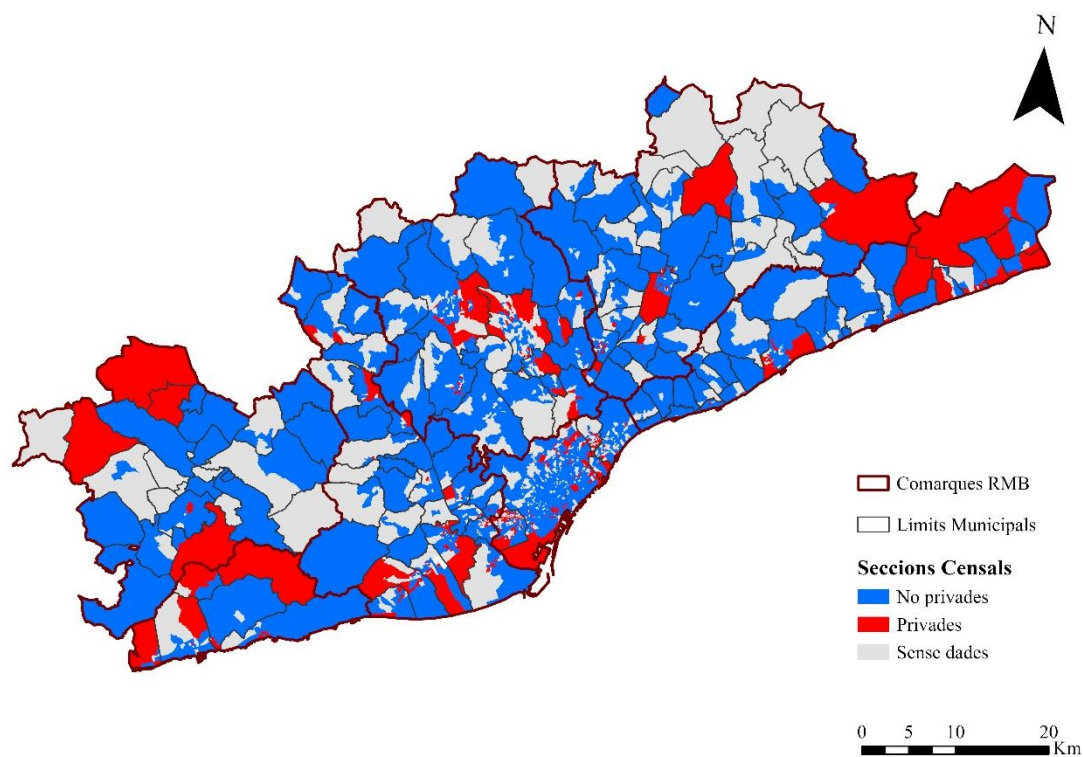 N
Comarques RMB
Límits Municipals
Seccions Censals
No privades
Privades
Sense dades
0 5 10 20
Km